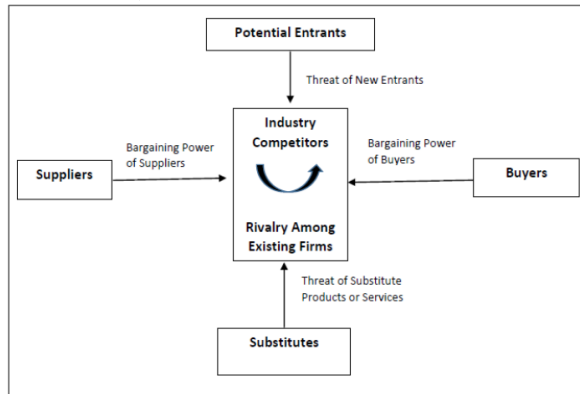 Potential Entrants
Threat of New Entrants
Industry
Competitors
Bargaining Power
of Suppliers
Bargaining Power
of Buyers
Suppliers
Buyers
Rivalry Among
Existing Firms
Threat of Substitute
Products or Services
Substitutes